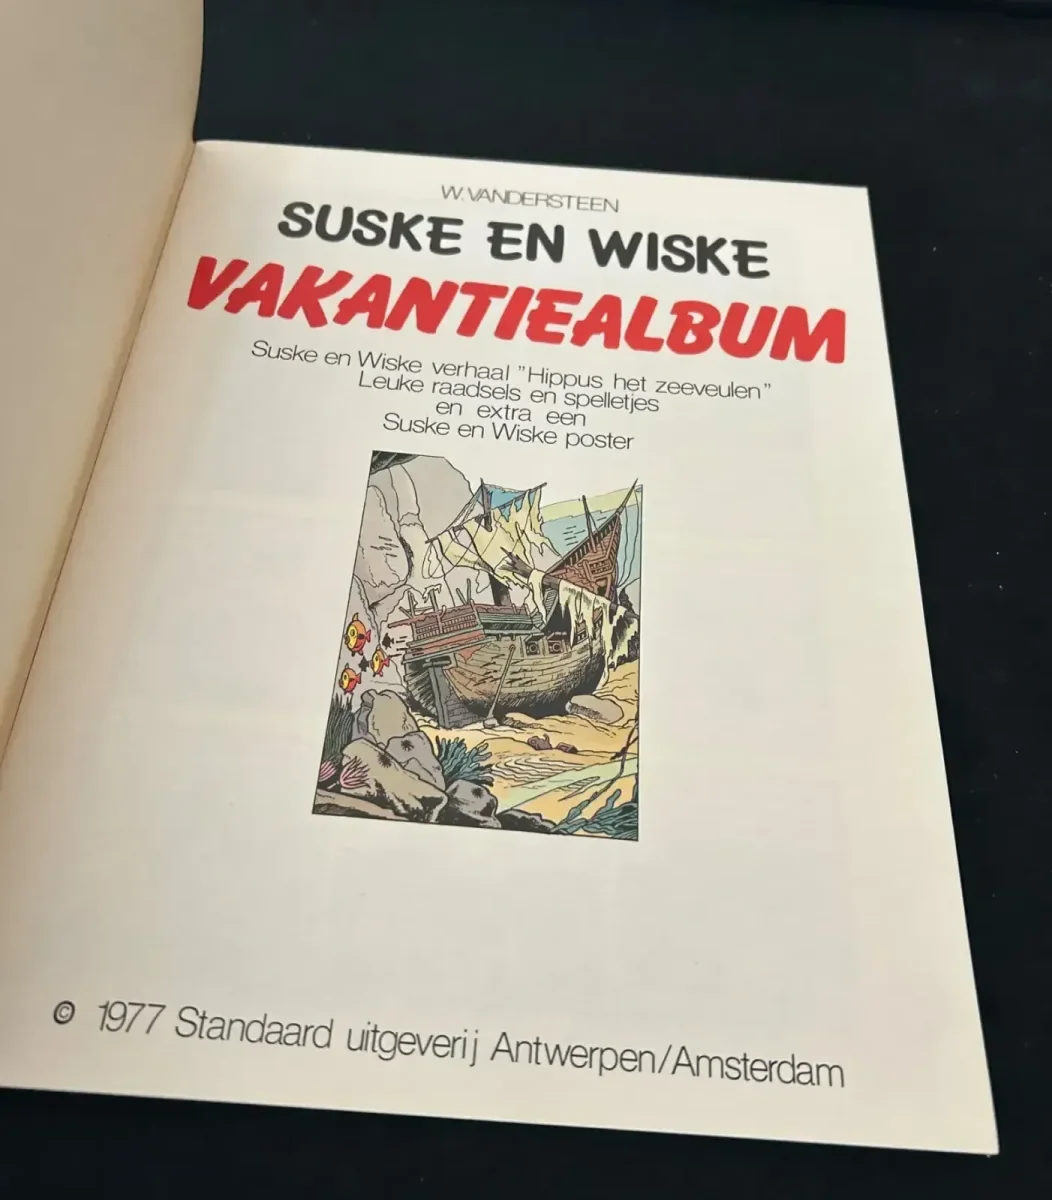 W. VANDERSTEEN
SUSKE EN WISKE
VAKANTIEALBUM
Suske en Wiske verhaal "Hippus het zeeveulen"
Leuke raadsels en spelletjes
en extra een
Suske en Wiske poster
© 1977 Standaard uitgeverij Antwerpen/Amsterdam